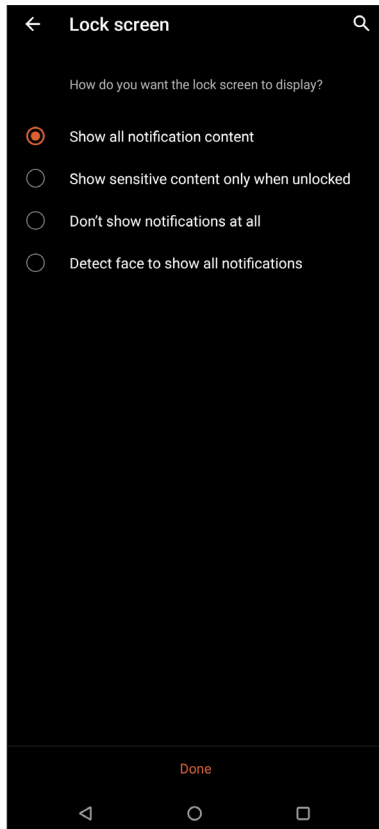 Lock screen
How do you want the lock screen to display?
Show all notification content
Show sensitive content only when unlocked
Don't show notifications at all
Detect face to show all notifications
Done